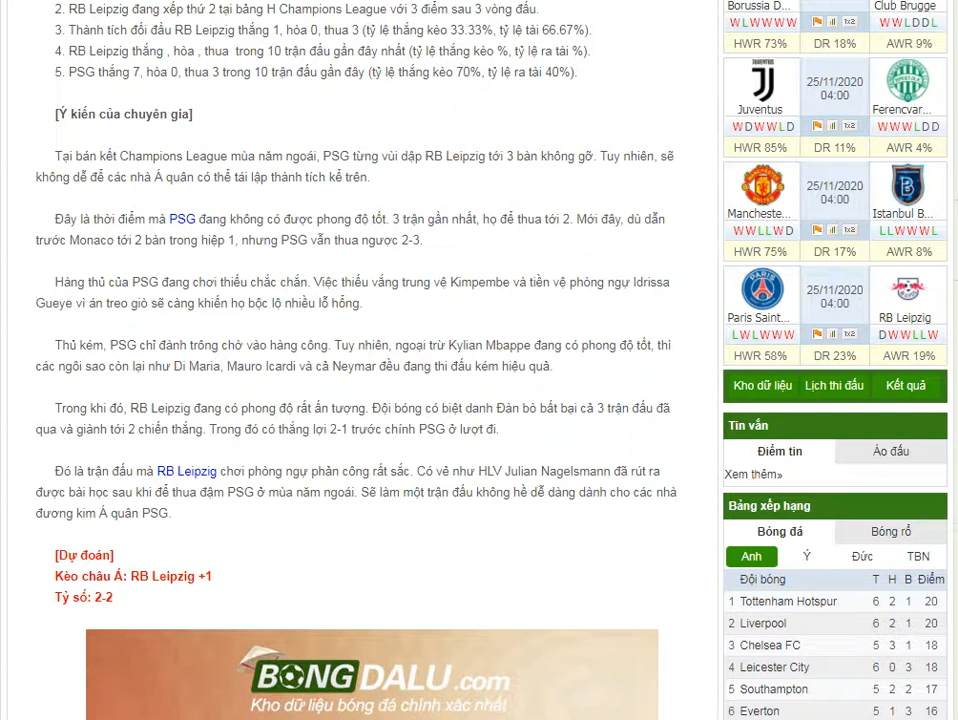 2. RB Leipzig đang xếp thứ 2 tại bảng H Champions League với 3 điểm sau 3 vòng đấu.
3. Thành tích đối đầu RB Leipzig thắng 1, hòa 0, thua 3 (tỷ lệ thắng kèo 33.33%, tỷ lệ tài 66.67%).
4. RB Leipzig thắng , hòa , thua trong 10 trận đấu gần đây nhất (tỷ lệ thắng kèo %, tỷ lệ ra tài %).
5. PSG thắng 7, hòa 0, thua 3 trong 10 trận đấu gần đây (tỷ lệ thắng kèo 70%, tỷ lệ ra tài 40%).
[Ý kiến của chuyên gia]
Tại bán kết Champions League mùa năm ngoái, PSG từng vùi dập RB Leipzig tới 3 bàn không gỡ. Tuy nhiên, sẽ
không dễ để các nhà Á quân có thể tái lập thành tích kể trên.
Đây là thời điểm mà PSG đang không có được phong độ tốt. 3 trận gần nhất, họ để thua tới 2. Mới đây, dù dẫn
trước Monaco tới 2 bàn trong hiệp 1, nhưng PSG vẫn thua ngược 2-3.
Hàng thủ của PSG đang chơi thiếu chắc chắn. Việc thiếu vắng trung vệ Kimpembe và tiền vệ phòng ngự Idrissa
Gueye vì án treo giò sẽ càng khiến họ bộc lộ nhiều lỗ hổng.
Thủ kém, PSG chỉ đành trông chờ vào hàng công. Tuy nhiên, ngoại trừ Kylian Mbappe đang có phong độ tốt, thì
các ngôi sao còn lại như Di Maria, Mauro Icardi và cả Neymar đều đang thi đấu kém hiệu quả.
Trong khi đó, RB Leipzig đang có phong độ rất ấn tượng. Đội bóng có biệt danh Đàn bò bất bại cả 3 trận đấu đã
qua và giành tới 2 chiến thắng. Trong đó có thắng lợi 2-1 trước chính PSG ở lượt đi.
Đó là trận đấu mà RB Leipzig chơi phòng ngự phản công rất sắc. Có vẻ như HLV Julian Nagelsmann đã rút ra
được bài học sau khi để thua đậm PSG ở mùa năm ngoái. Sẽ làm một trận đấu không hề dễ dàng dành cho các nhà
đương kim Á quân PSG.
[Dự đoán]
Kèo châu Á: RB Leipzig +1
Tỷ số: 2-2
BONGDALU.com
Kho dữ liệu bóng đá chính xác nhất
Borussia D... Club Brugge
WLWWWW 1x2 WWLDDL
HWR 73% DR 18% AWR 9%
JUVENTUS
25/11/2020
04:00
Juventus Ferencvar...
WDWWLD 1x2 WWWLDD
HWR 85% DR 11% AWR 4%
25/11/2020
04:00
Mancheste... Istanbul B...
WWLLWD 1x2 LLWWWL
HWR 75% DR 17% AWR 8%
PARIS
25/11/2020
04:00
Paris Saint... RB Leipzig
LWLWWW 1x2 DWWLLW
HWR 58% DR 23% AWR 19%
Kho dữ liệu Lịch thi đấu Kết quả
Tin vắn
Điểm tin Áo đấu
Xem thêm»
Bảng xếp hạng
Bóng đá Bóng rổ
Anh Ý Đức TBN
Đội bóng T H B Điểm
1 Tottenham Hotspur 6 2 1 20
2 Liverpool 6 2 1 20
3 Chelsea FC 5 3 1 18
4 Leicester City 6 0 3 18
5 Southampton 5 2 2 17
6 Everton 5 1 3 16